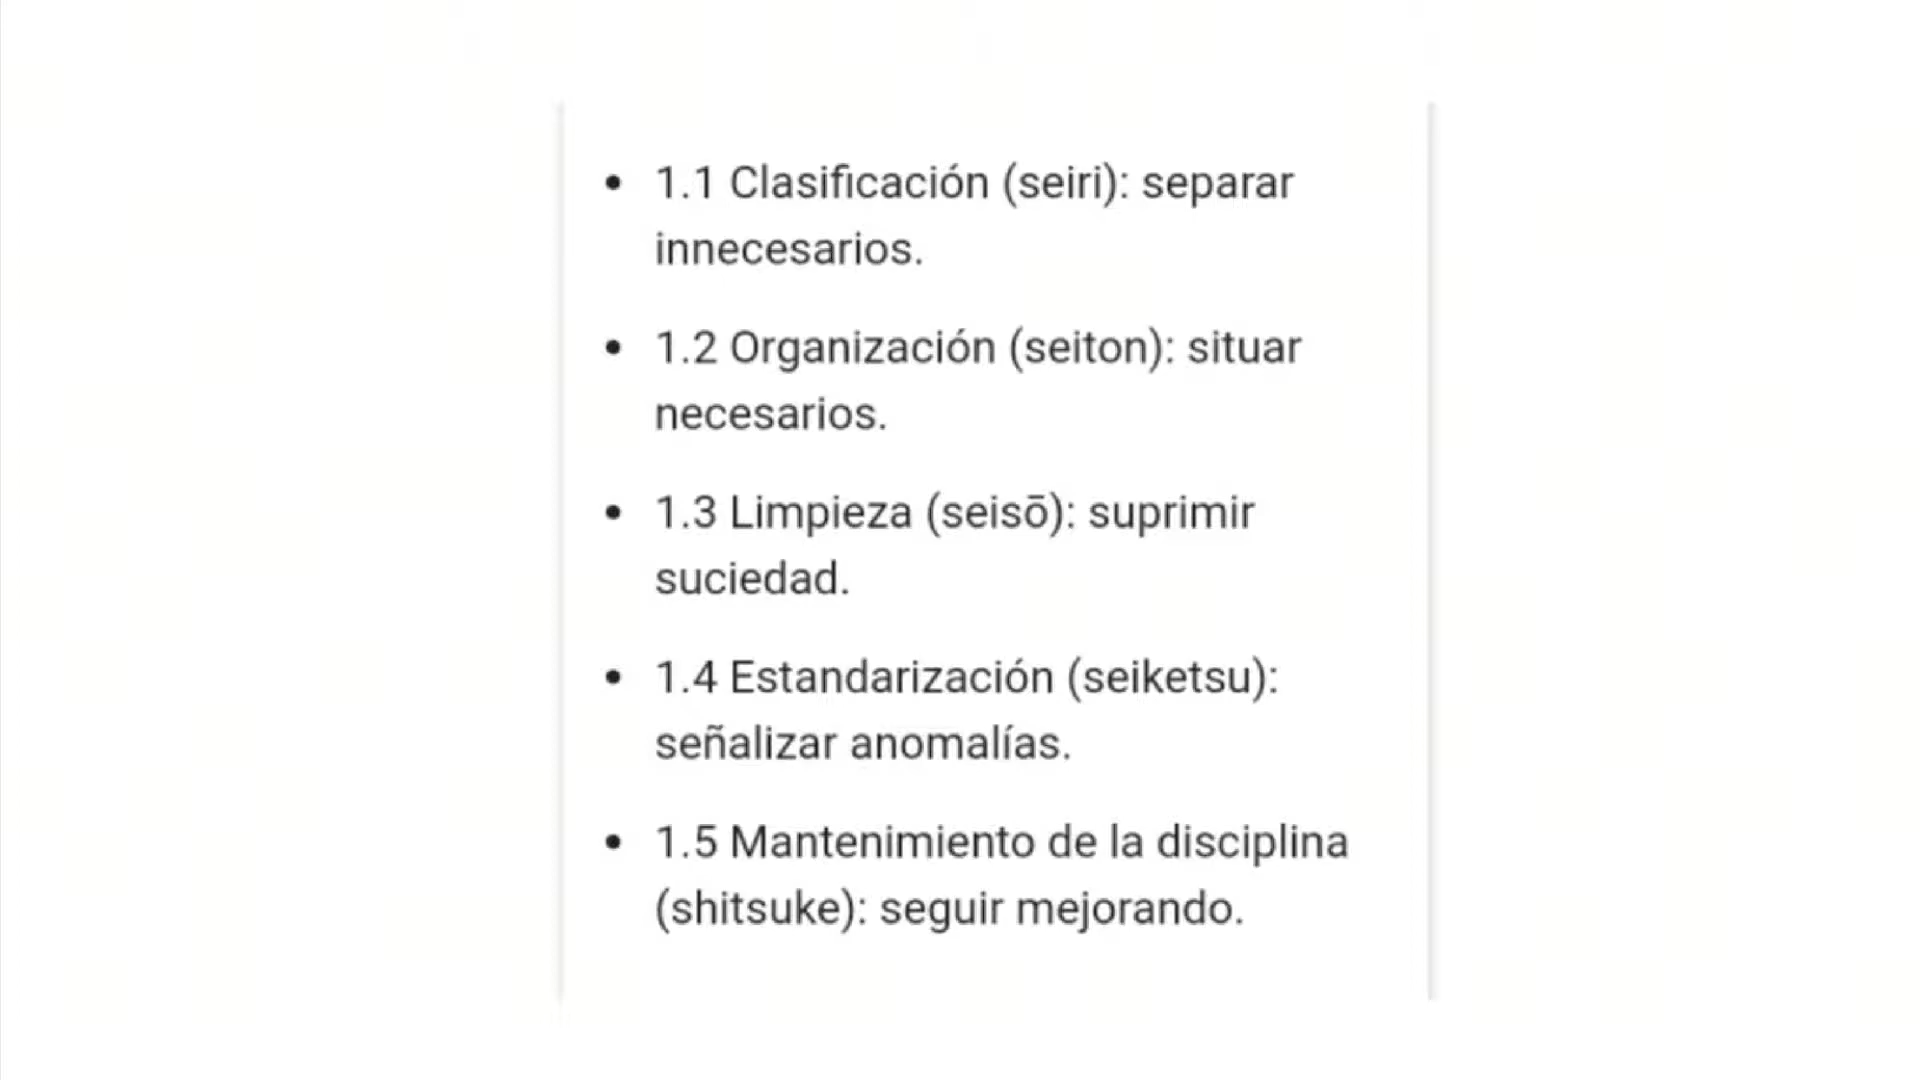 • 1.1 Clasificación (seiri): separar
innecesarios.
• 1.2 Organización (seiton): situar
necesarios.
• 1.3 Limpieza (seisō): suprimir
suciedad.
• 1.4 Estandarización (seiketsu):
señalizar anomalías.
• 1.5 Mantenimiento de la disciplina
(shitsuke): seguir mejorando.